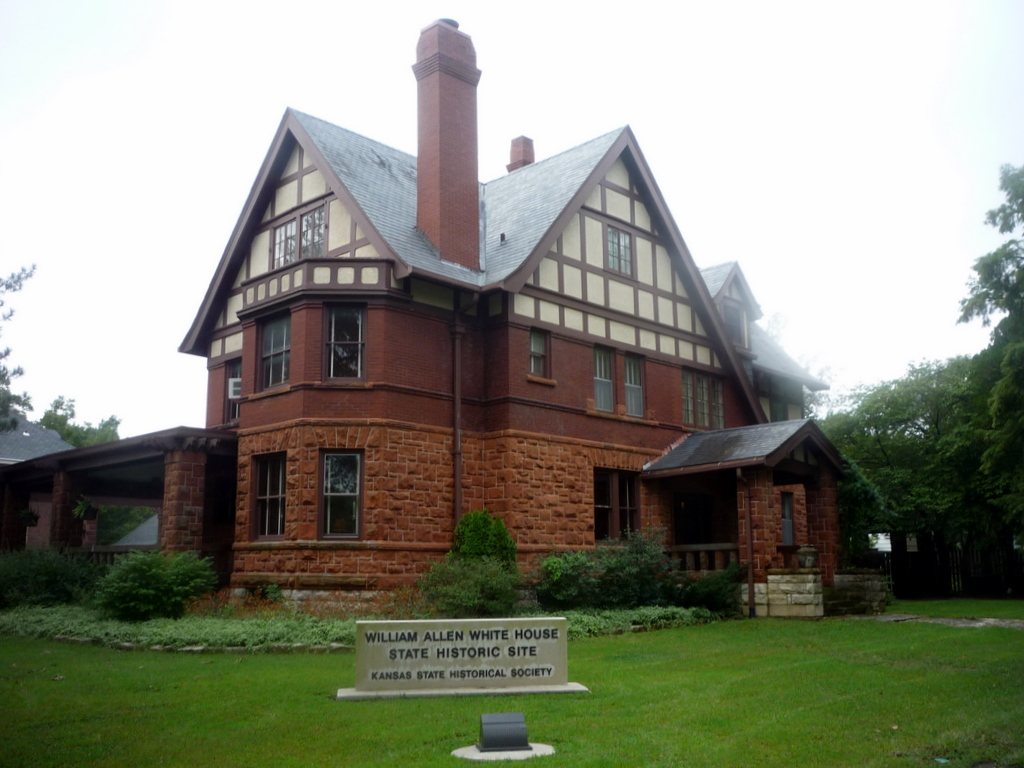 WILLIAM ALLEN WHITE HOUSE
STATE HISTORIC SITE
KANSAS STATE HISTORICAL SOCIETY